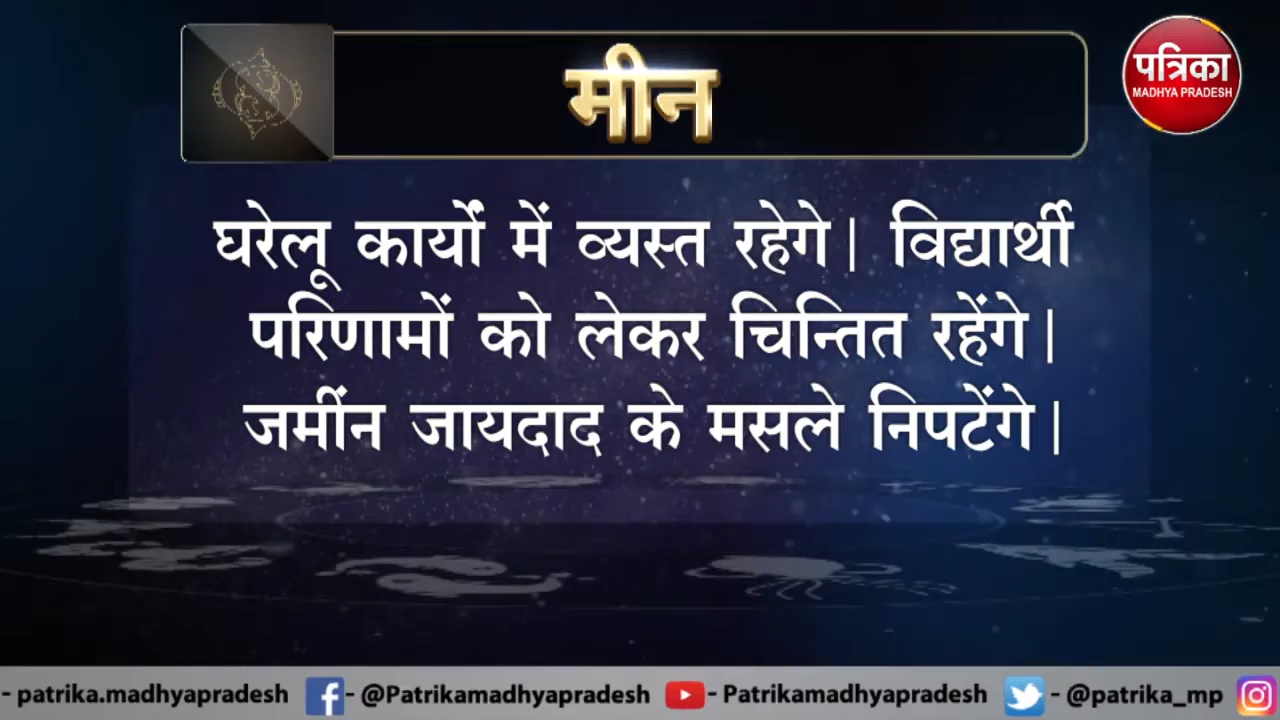 मीन
पत्रिका
MADHYA PRADESH
घरेलू कार्यों में व्यस्त रहेगे|  विद्यार्थी
परिणामों को लेकर चिन्तित रहेंगे|
जमींन जायदाद के मसले निपटेंगे|
- patrika.madhyapradesh - @Patrikamadhyapradesh - Patrikamadhyapradesh - @patrika_mp